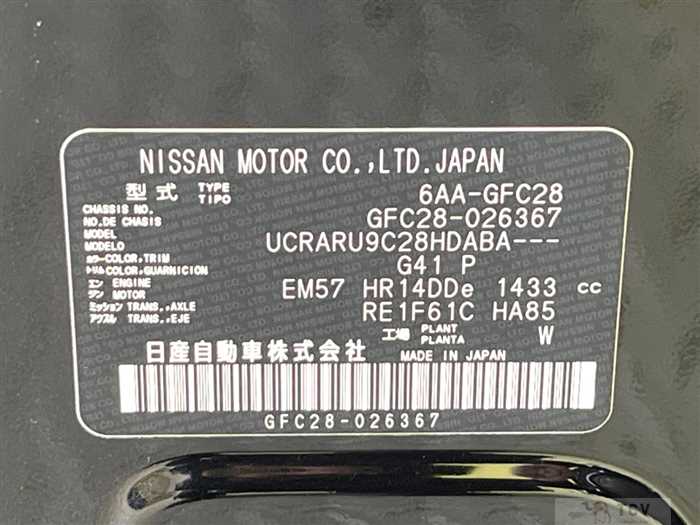 NISSAN MOTOR CO.,LTD.JAPAN
型式 TYPE TIPO 6AA-GFC28
CHASSIS NO. NO.DE CHASIS GFC28-026367
MODEL MODELO UCRARU9C28HDABA---
カラー COLOR,TRIM トリム COLOR,GUARNICION G41 P
エンジン ENGINE MOTOR EM57 HR14DDe 1433 cc
ミッション TRANS.,AXLE アクスル TRANS.,EJE RE1F61C HA85
工場 PLANT PLANTA W
日産自動車株式会社 MADE IN JAPAN
GFC28-026367
TCV